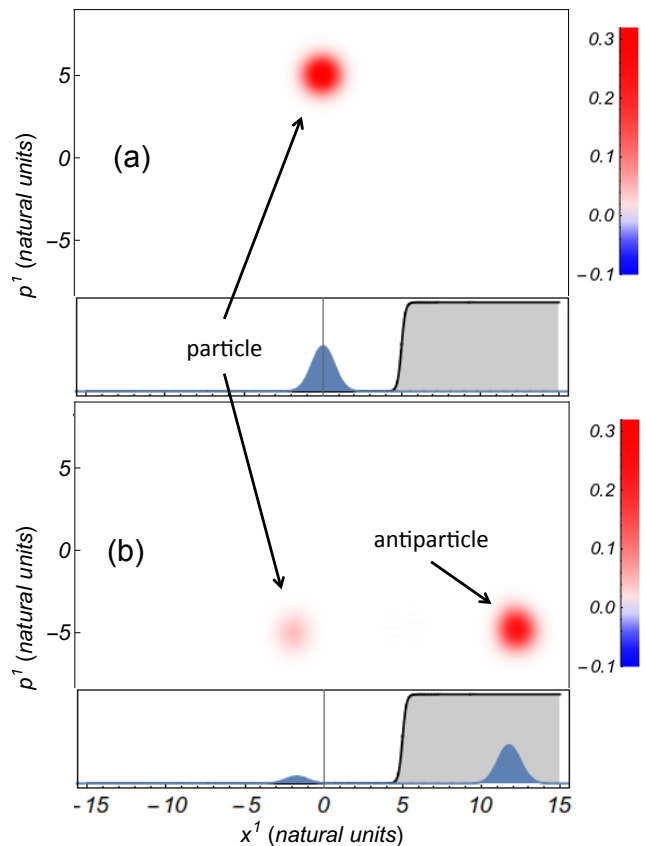 0.3
5
0.2
p¹ (natural units)
0
(a)
0.1
-5
0.0
-0.1
particle
0.3
5
0.2
p¹ (natural units)
0
(b)
antiparticle
0.1
-5
0.0
-0.1
-15 -10 -5 0 5 10 15
x¹ (natural units)